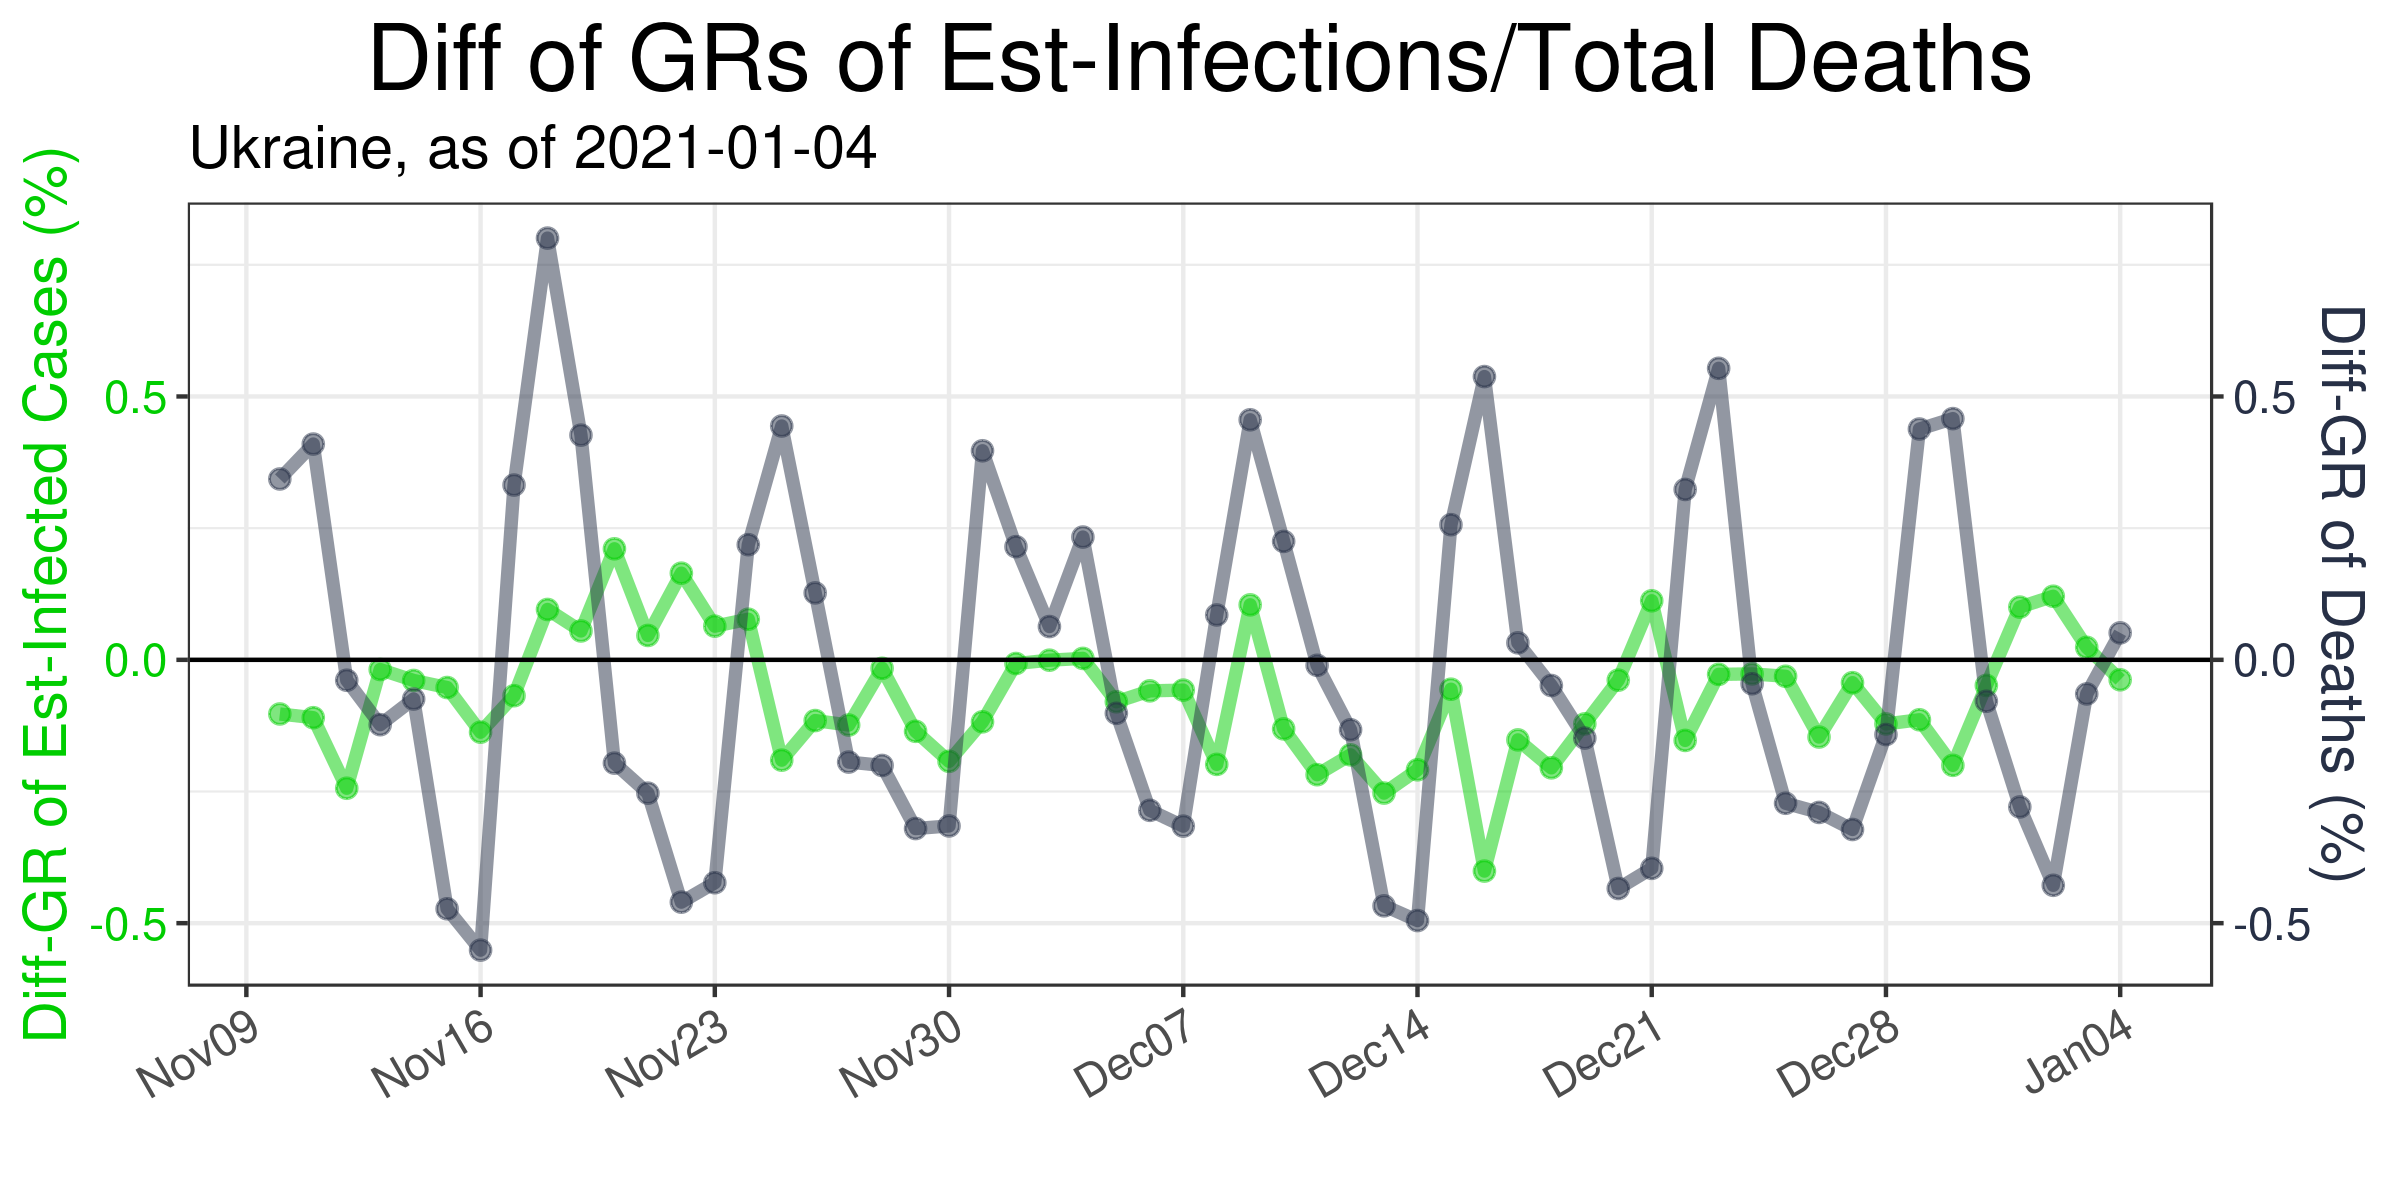 Diff of GRs of Est-Infections/Total Deaths
Ukraine, as of 2021-01-04
Diff-GR of Est-Infected Cases (%)
0.5
0.0
-0.5
0.5
0.0
-0.5
Diff-GR of Deaths (%)
Nov09
Nov16
Nov23
Nov30
Dec07
Dec14
Dec21
Dec28
Jan04